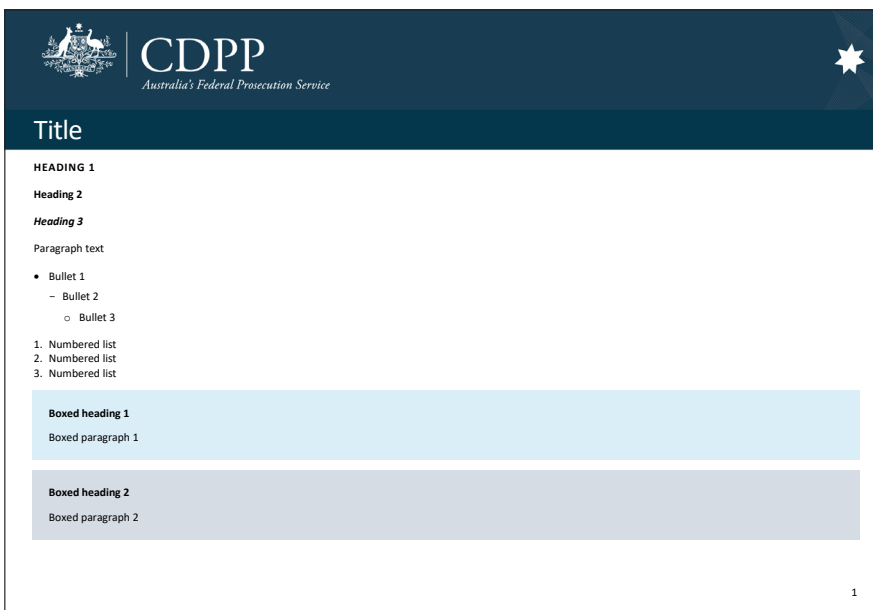 CDPP
Australia's Federal Prosecution Service
Title
HEADING 1
Heading 2
Heading 3
Paragraph text
• Bullet 1
– Bullet 2
o Bullet 3
1. Numbered list
2. Numbered list
3. Numbered list
Boxed heading 1
Boxed paragraph 1
Boxed heading 2
Boxed paragraph 2
1